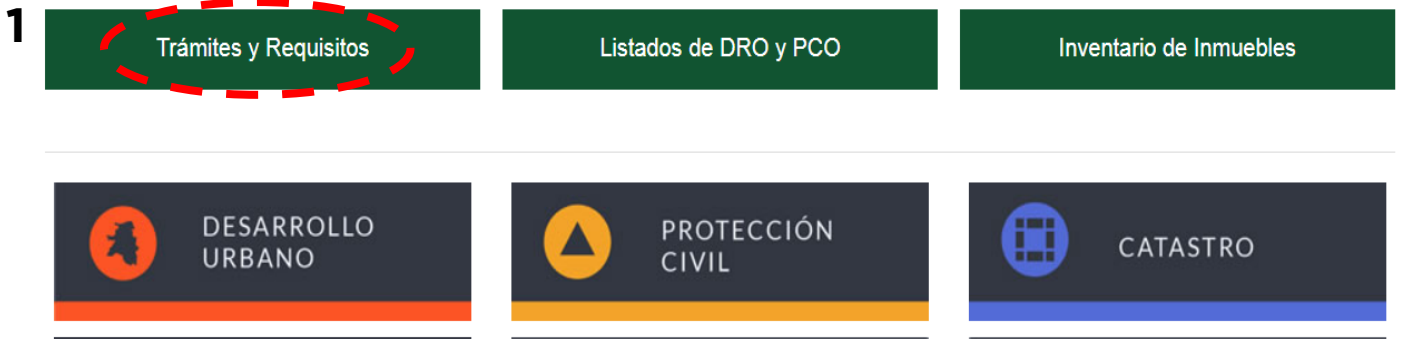 1
Trámites y Requisitos
Listados de DRO y PCO
Inventario de Inmuebles
DESARROLLO
URBANO
PROTECCIÓN
CIVIL
CATASTRO